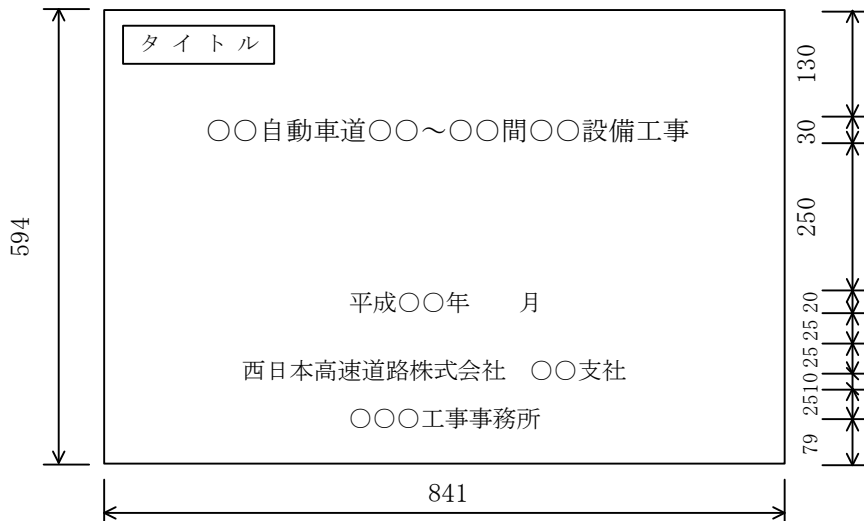 タ イ ト ル
○○自動車道○○～○○間○○設備工事
平成○○年　　月
西日本高速道路株式会社　○○支社
○○○工事事務所
594
841
130
30
250
20
25
25
10
25
79